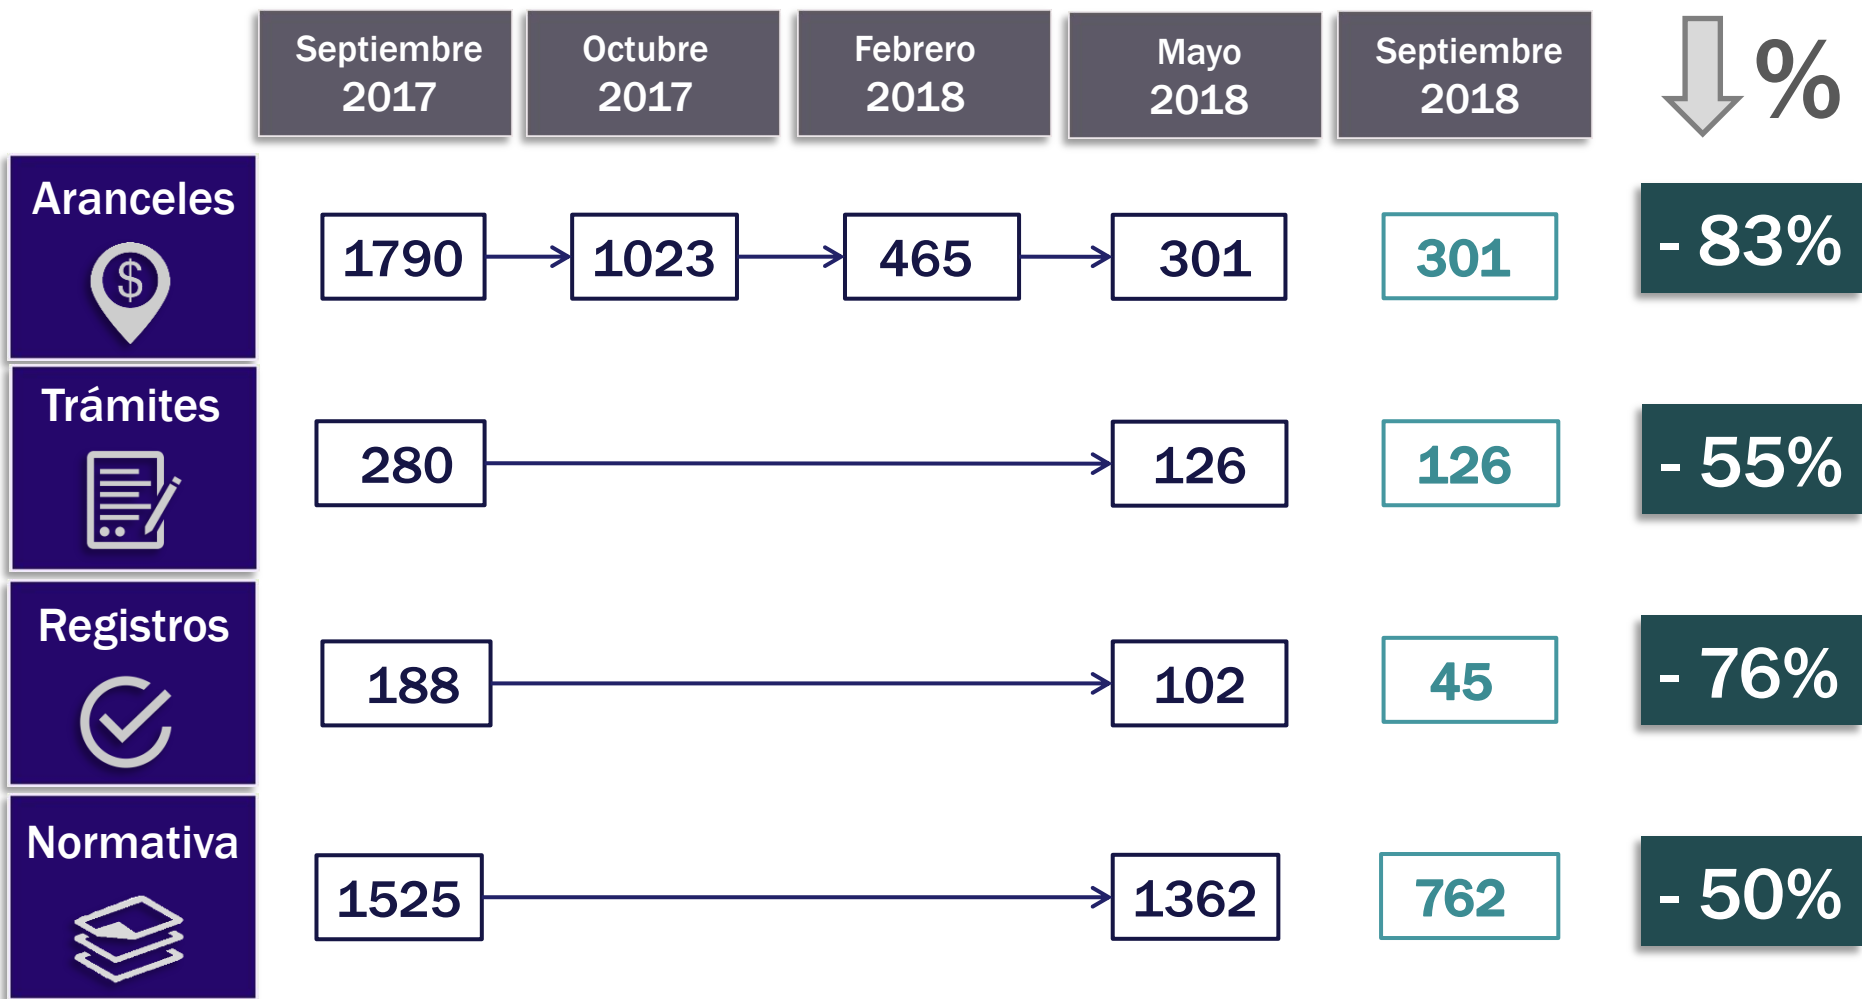 Septiembre
2017
Octubre
2017
Febrero
2018
Mayo
2018
Septiembre
2018
%
Aranceles
$
1790
1023
465
301
301
- 83%
Trámites
280
126
126
- 55%
Registros
188
102
45
- 76%
Normativa
1525
1362
762
- 50%